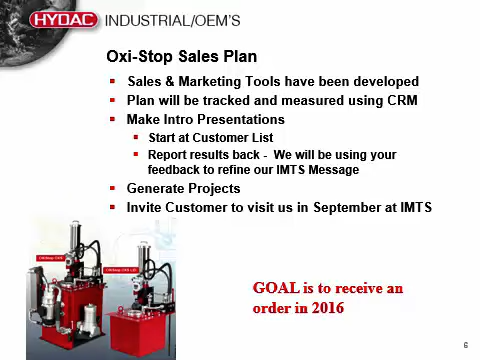 HYDAC INDUSTRIAL/OEM'S
Oxi-Stop Sales Plan
Sales & Marketing Tools have been developed
Plan will be tracked and measured using CRM
Make Intro Presentations
Start at Customer List
Report results back - We will be using your
feedback to refine our IMTS Message
Generate Projects
Invite Customer to visit us in September at IMTS
GOAL is to receive an
order in 2016
6